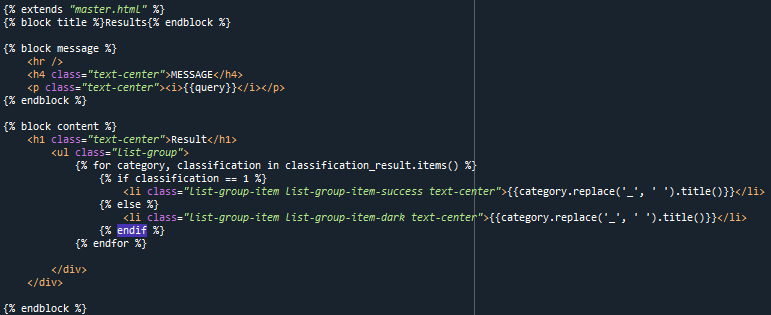 {% extends "master.html" %}
{% block title %}Results{% endblock %}
{% block message %}
<hr />
<h4 class="text-center">MESSAGE</h4>
<p class="text-center"><i>{{query}}</i></p>
{% endblock %}
{% block content %}
<h1 class="text-center">Result</h1>
<ul class="list-group">
{% for category, classification in classification_result.items() %}
{% if classification == 1 %}
<li class="list-group-item list-group-item-success text-center">{{category.replace('_', ' ').title()}}</li>
{% else %}
<li class="list-group-item list-group-item-dark text-center">{{category.replace('_', ' ').title()}}</li>
{% endif %}
{% endfor %}
</div>
</div>
{% endblock %}